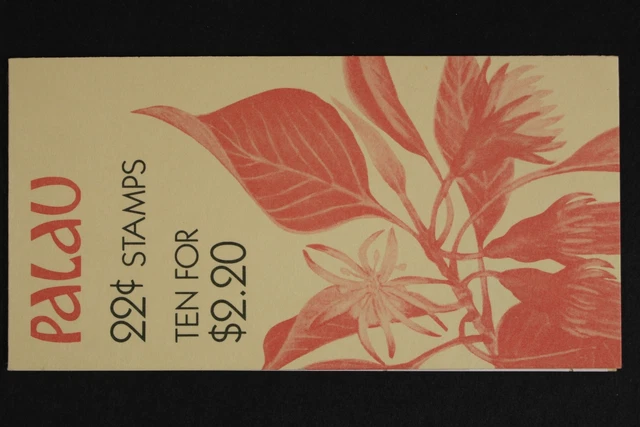 PALAU
22¢ STAMPS
TEN FOR
$2.20